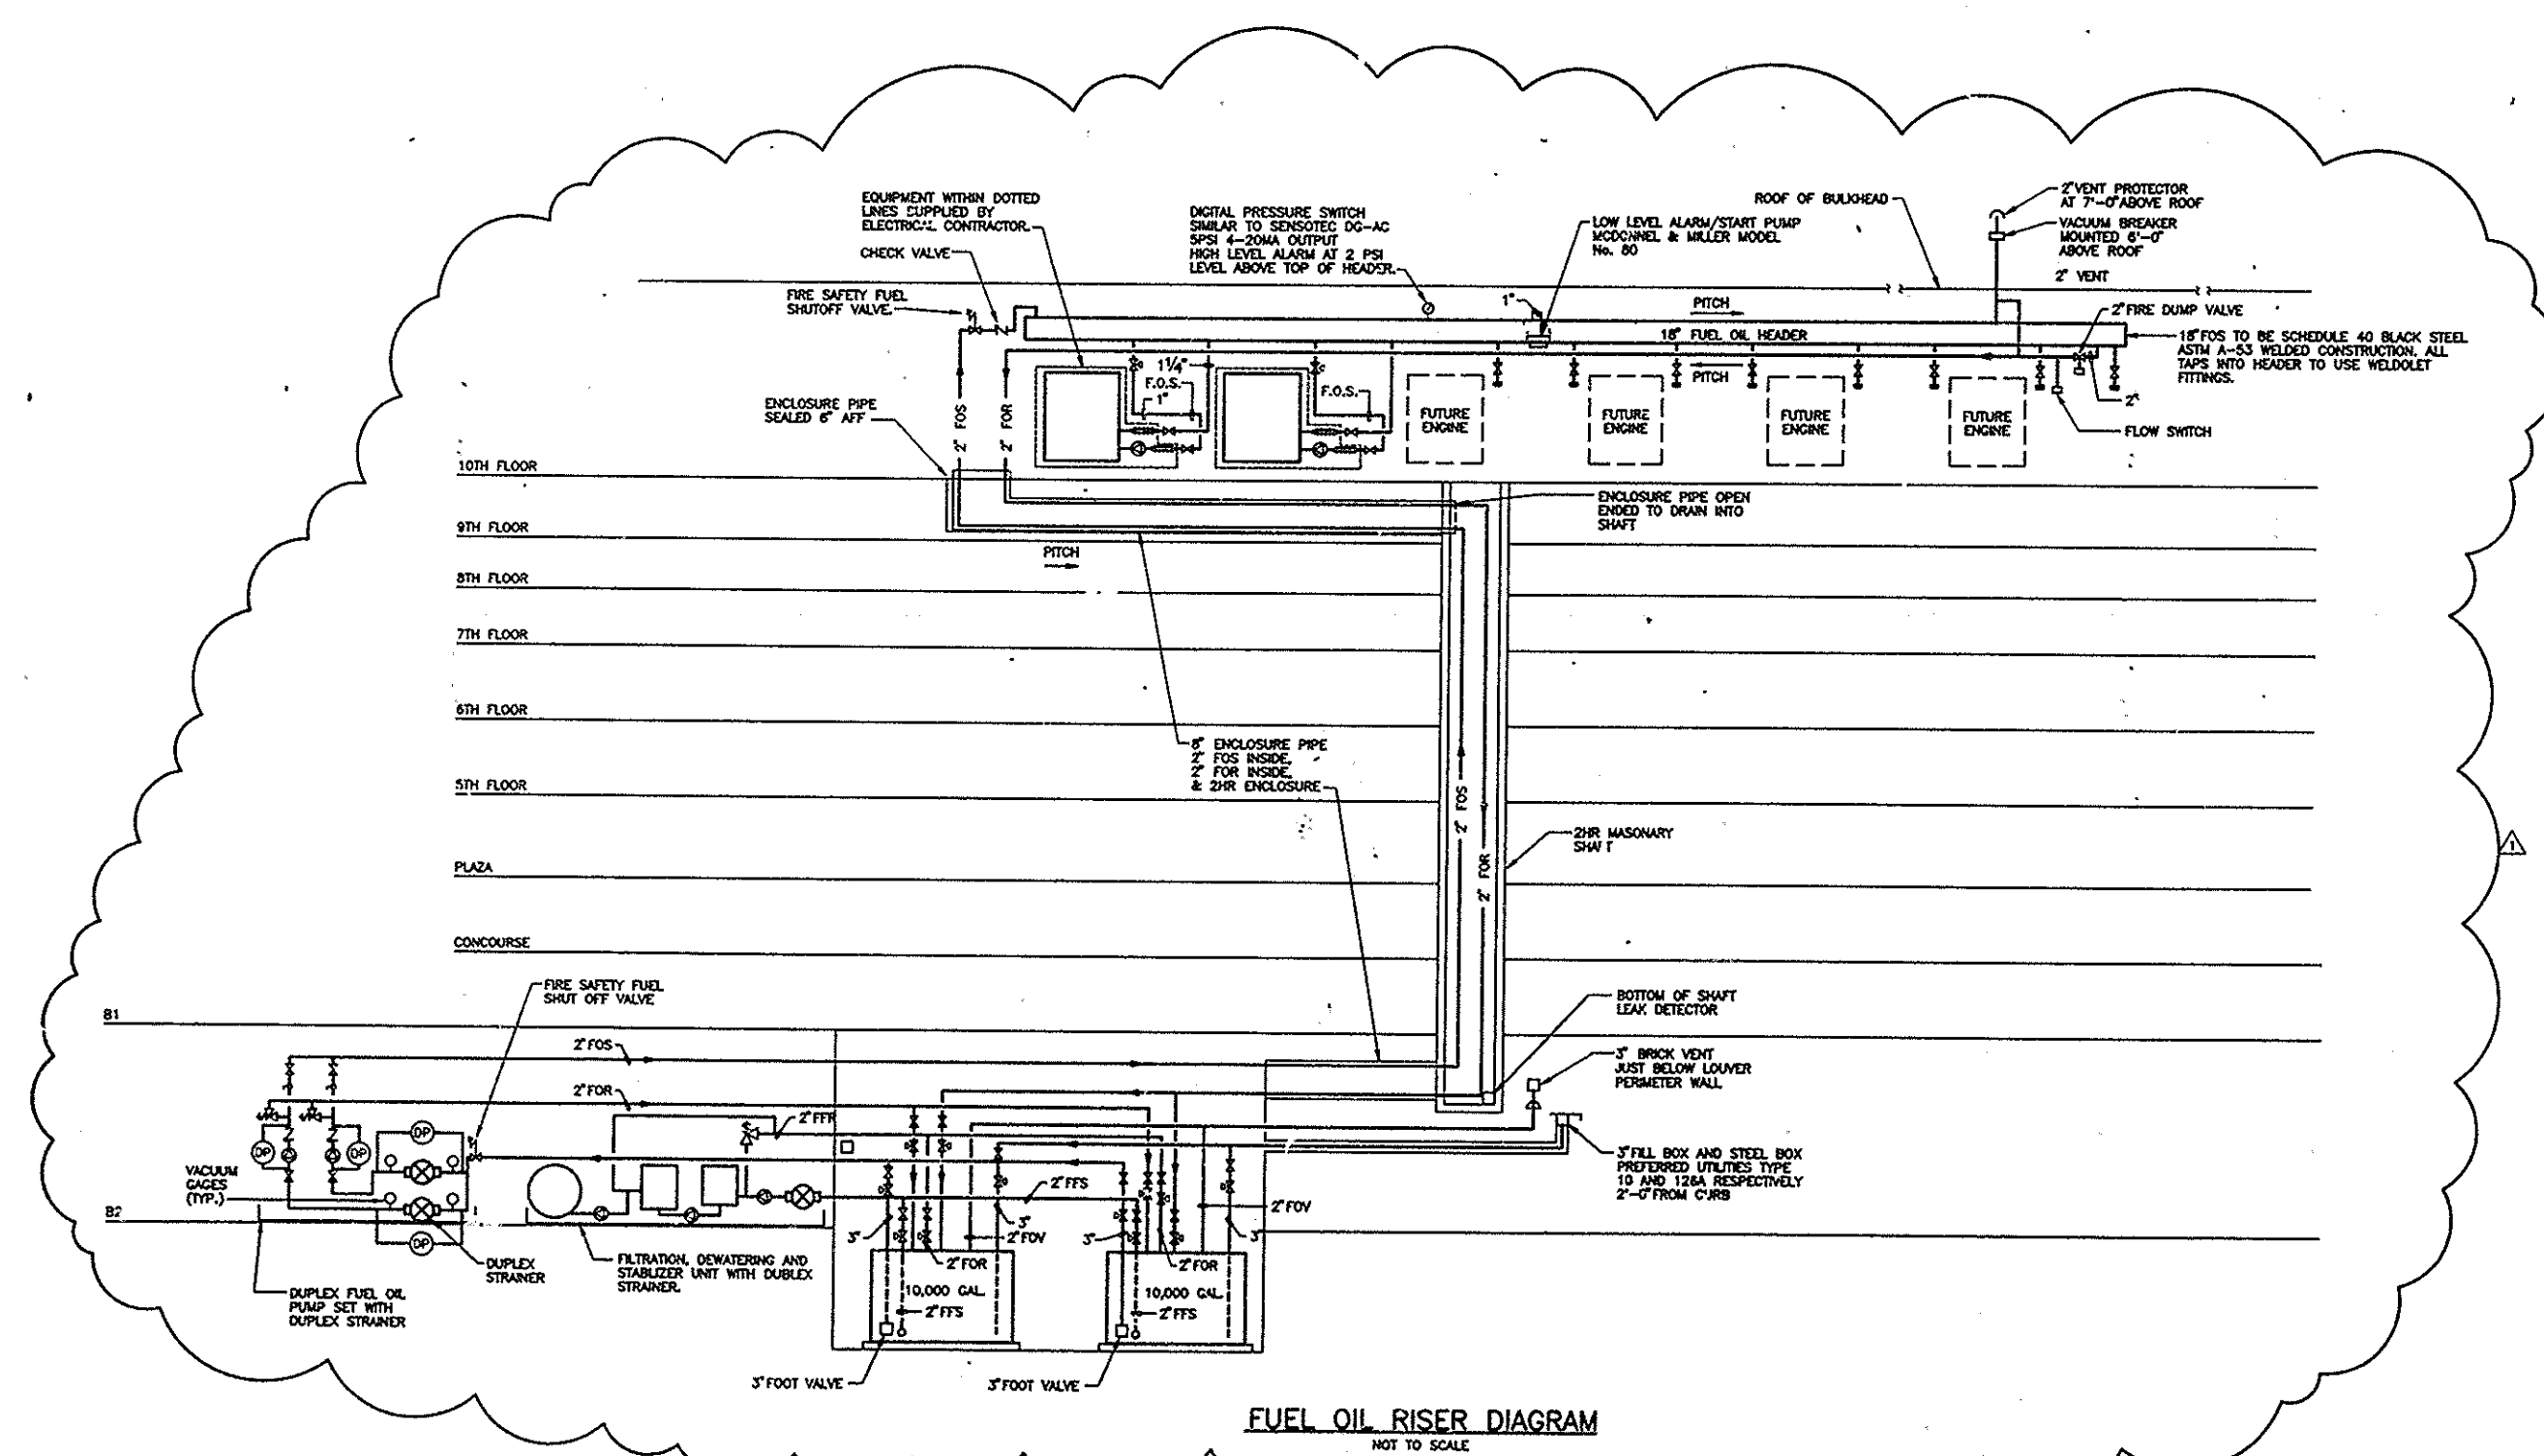 EQUIPMENT WITHIN DOTTED
LINES SUPPLIED BY
ELECTRICAL CONTRACTOR.
CHECK VALVE
FIRE SAFETY FUEL
SHUTOFF VALVE.
DIGITAL PRESSURE SWITCH
SIMILAR TO SENSOTEC DG-AC
5PSI 4-20MA OUTPUT
HIGH LEVEL ALARM AT 2 PSI
LEVEL ABOVE TOP OF HEADER.
LOW LEVEL ALARM/START PUMP
MCDONNEL & MILLER MODEL
No. 80
ROOF OF BULKHEAD
2" VENT PROTECTOR
AT 7'-0" ABOVE ROOF
VACUUM BREAKER
MOUNTED 6'-0"
ABOVE ROOF
2" VENT
2" FIRE DUMP VALVE
18" FOS TO BE SCHEDULE 40 BLACK STEEL
ASTM A-53 WELDED CONSTRUCTION. ALL
TAPS INTO HEADER TO USE WELDOLET
FITTINGS.
1"
PITCH
18" FUEL OIL HEADER
PITCH
1¼"
F.O.S.
1"
F.O.S.
ENCLOSURE PIPE
SEALED 6" AFF
2" FOS
2" FOR
FUTURE
ENGINE
FUTURE
ENGINE
FUTURE
ENGINE
FUTURE
ENGINE
2"
FLOW SWITCH
10TH FLOOR
ENCLOSURE PIPE OPEN
ENDED TO DRAIN INTO
SHAFT
9TH FLOOR
PITCH
8TH FLOOR
7TH FLOOR
6TH FLOOR
8" ENCLOSURE PIPE
2" FOS INSIDE,
2" FOR INSIDE,
& 2HR ENCLOSURE
5TH FLOOR
2" FOS
2" FOR
2HR MASONARY
SHAFT
1
PLAZA
CONCOURSE
FIRE SAFETY FUEL
SHUT OFF VALVE
BOTTOM OF SHAFT
LEAK DETECTOR
B1
2" FOS
3" BRICK VENT
JUST BELOW LOUVER
PERIMETER WALL
2" FOR
2" FFR
DP
DP
DP
VACUUM
GAGES
(TYP.)
3" FILL BOX AND STEEL BOX
PREFERRED UTILITIES TYPE
10 AND 128A RESPECTIVELY
2'-0" FROM CURB
2" FFS
B2
2" FOV
3"
3"
2" FOV
3"
3"
DP
DUPLEX
STRAINER
FILTRATION, DEWATERING AND
STABLIZER UNIT WITH DUBLEX
STRAINER.
2" FOR
2" FOR
10,000 GAL.
10,000 GAL.
2" FFS
2" FFS
DUPLEX FUEL OIL
PUMP SET WITH
DUPLEX STRAINER
3" FOOT VALVE
3" FOOT VALVE
FUEL OIL RISER DIAGRAM
NOT TO SCALE